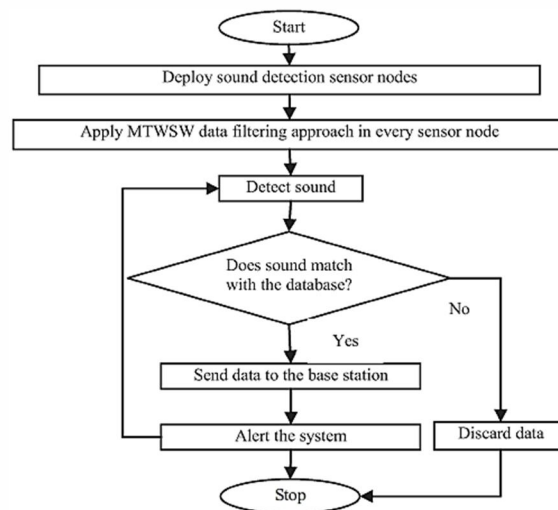 Start
Deploy sound detection sensor nodes
Apply MTWSW data filtering approach in every sensor node
Detect sound
Does sound match
with the database?
No
Yes
Send data to the base station
Alert the system
Discard data
Stop